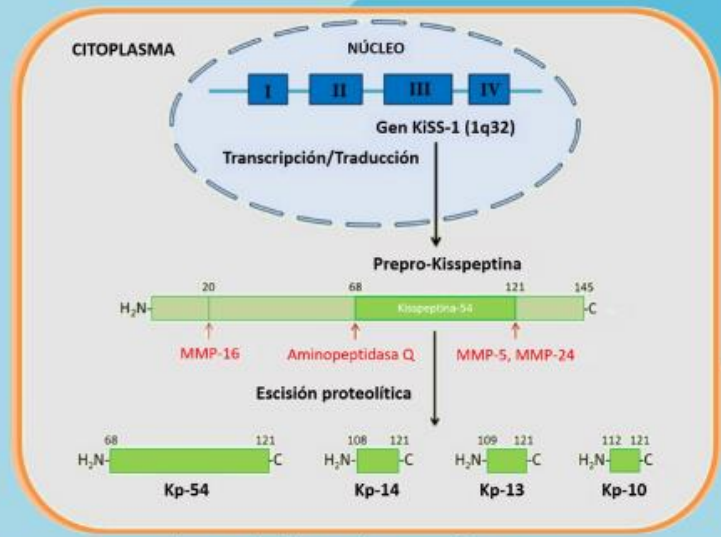 CITOPLASMA
NÚCLEO
I II III IV
Gen KiSS-1 (1q32)
Transcripción/Traducción
Prepro-Kisspeptina
20 68 121 145
H₂N- Kisspeptina-54 -C
MMP-16 Aminopeptidasa Q MMP-5, MMP-24
Escisión proteolítica
68 121 108 121 109 121 112 121
H₂N- -C H₂N- -C H₂N- -C H₂N- -C
Kp-54 Kp-14 Kp-13 Kp-10